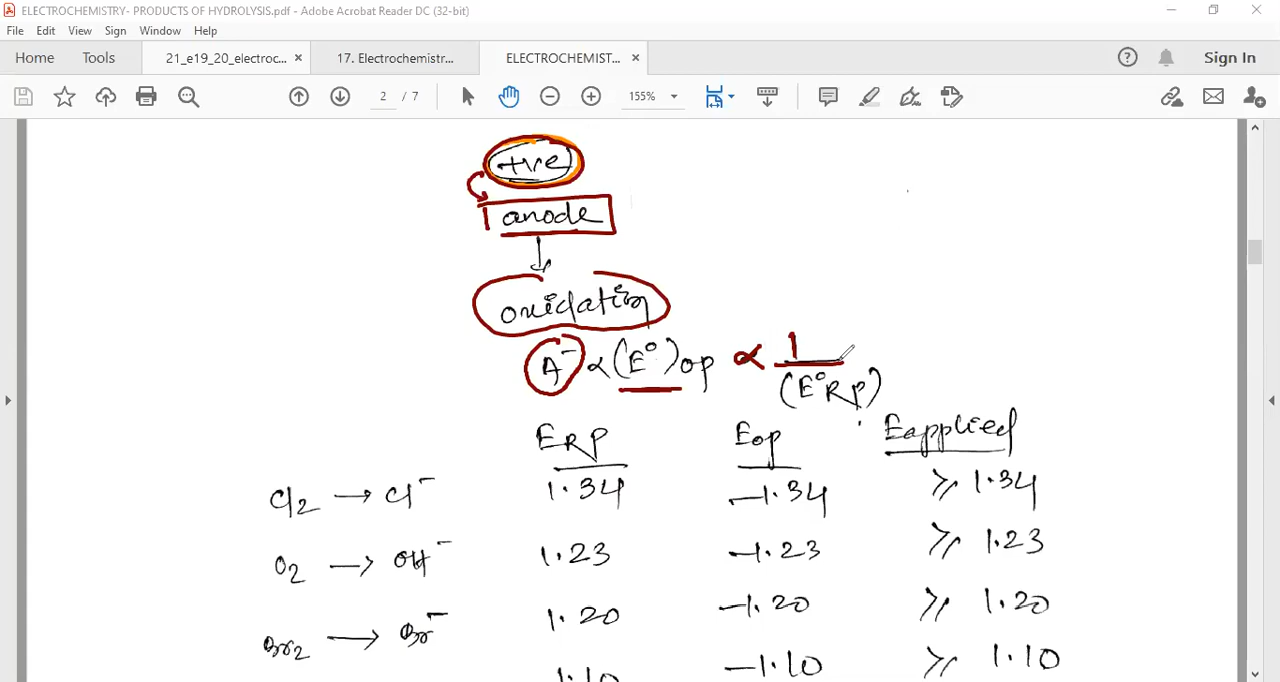 ELECTROCHEMISTRY- PRODUCTS OF HYDROLYSIS.pdf - Adobe Acrobat Reader DC (32-bit)
File Edit View Sign Window Help
Home Tools 21_e19_20_electroc... × 17. Electrochemistr... ELECTROCHEMIST... × Sign In
2 / 7 155%
+ve
anode
oxidation
A⁻ ∝ (E°)op ∝ 1/(E°RP)
ERP Eop Eapplied
Cl2 → Cl⁻ 1.34 -1.34 ≥ 1.34
O2 → OH⁻ 1.23 -1.23 ≥ 1.23
Br2 → Br⁻ 1.20 -1.20 ≥ 1.20
1.10 -1.10 ≥ 1.10